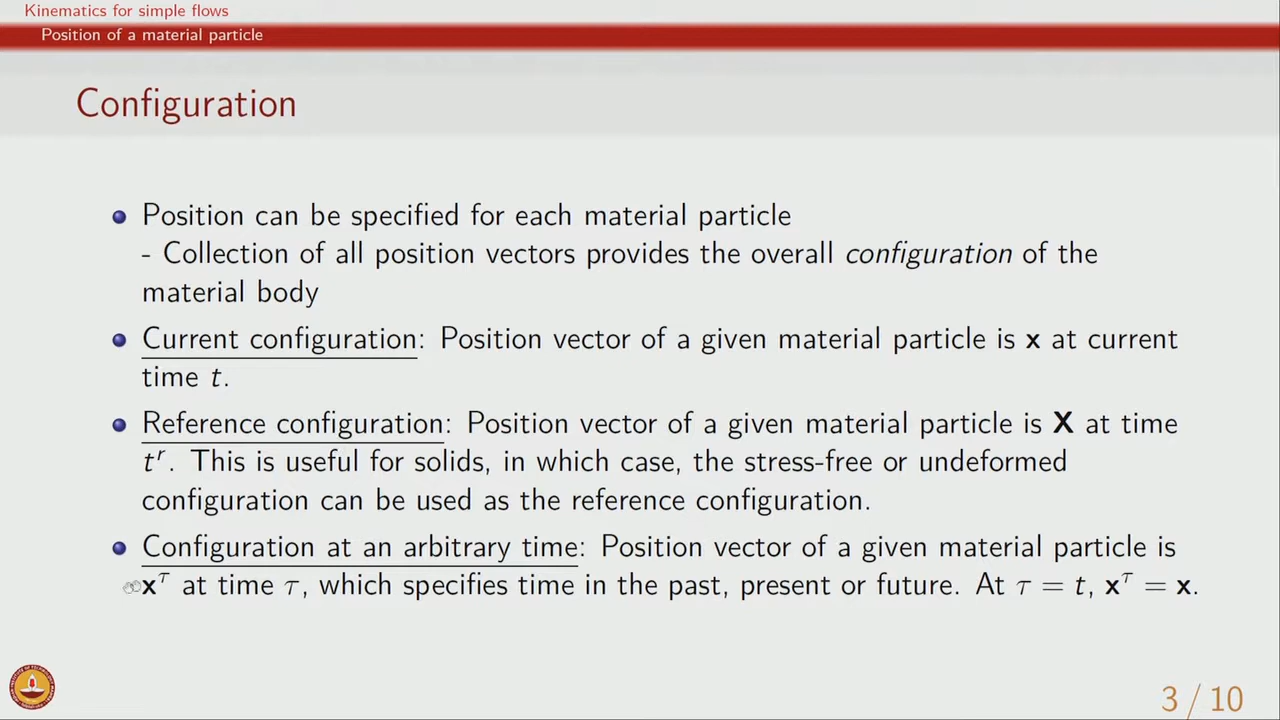 Kinematics for simple flows
Position of a material particle
Configuration
Position can be specified for each material particle
- Collection of all position vectors provides the overall configuration of the
material body
Current configuration: Position vector of a given material particle is x at current
time t.
Reference configuration: Position vector of a given material particle is X at time
tʳ. This is useful for solids, in which case, the stress-free or undeformed
configuration can be used as the reference configuration.
Configuration at an arbitrary time: Position vector of a given material particle is
x^τ at time τ, which specifies time in the past, present or future. At τ = t, x^τ = x.
3 / 10